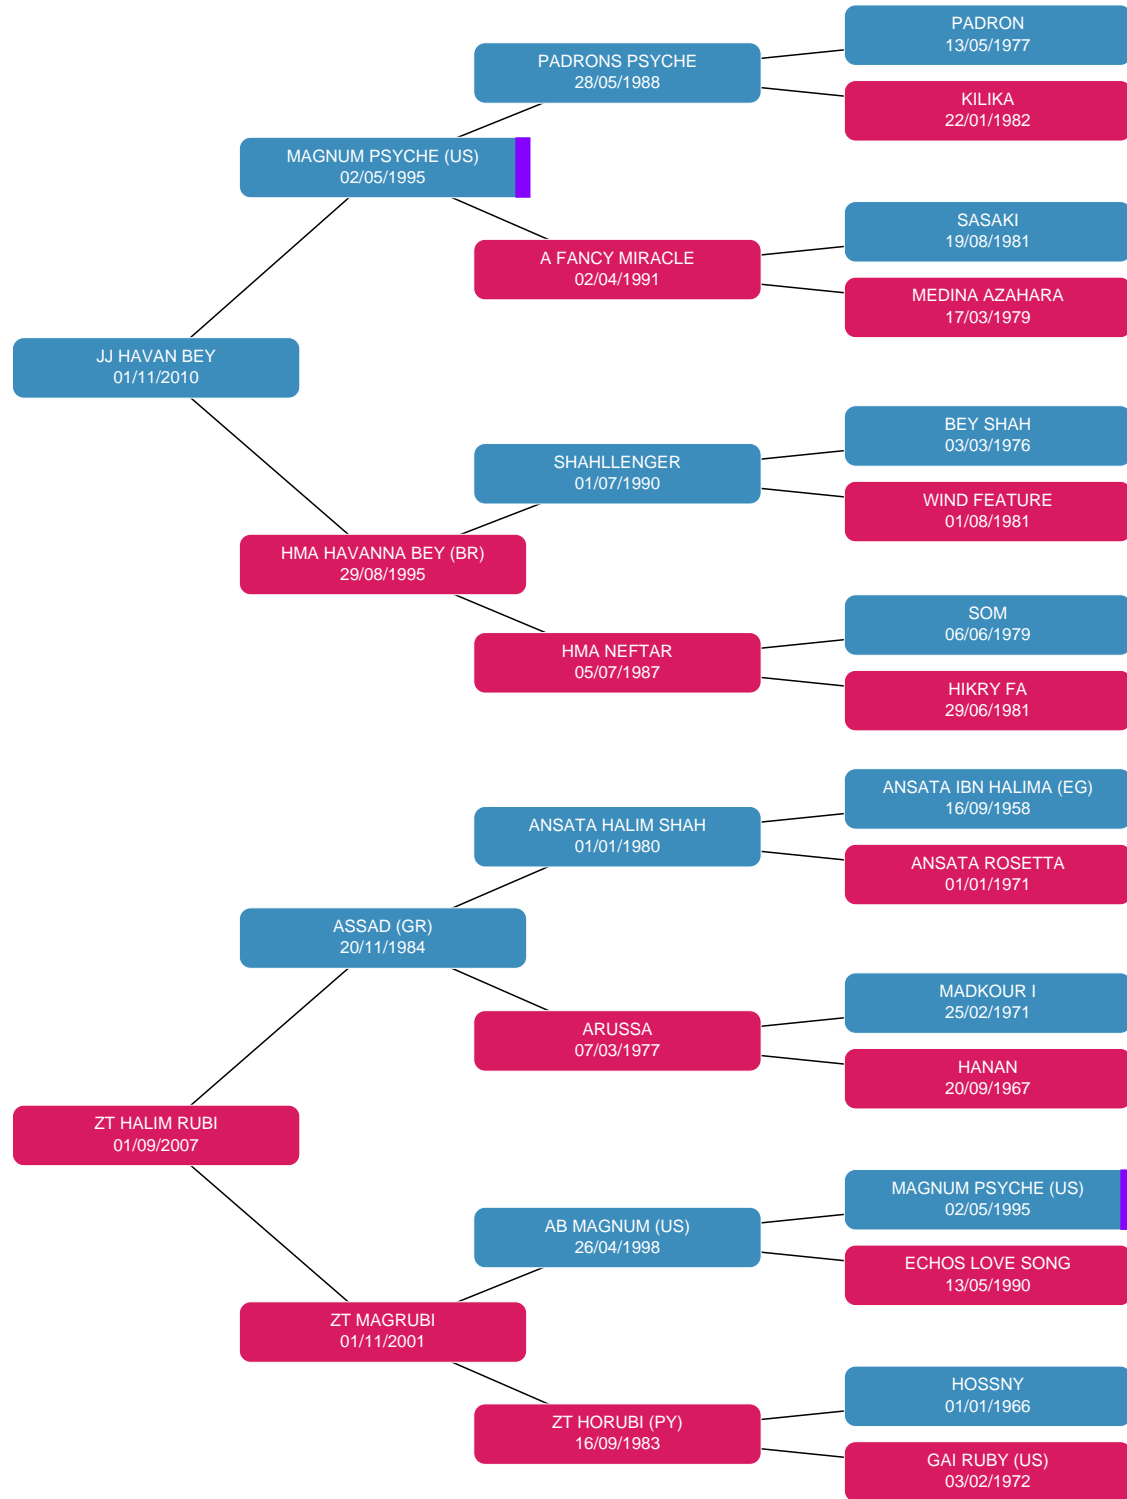 PADRON
13/05/1977
PADRONS PSYCHE
28/05/1988
KILIKA
22/01/1982
MAGNUM PSYCHE (US)
02/05/1995
SASAKI
19/08/1981
A FANCY MIRACLE
02/04/1991
MEDINA AZAHARA
17/03/1979
JJ HAVAN BEY
01/11/2010
BEY SHAH
03/03/1976
SHAHLLENGER
01/07/1990
WIND FEATURE
01/08/1981
HMA HAVANNA BEY (BR)
29/08/1995
SOM
06/06/1979
HMA NEFTAR
05/07/1987
HIKRY FA
29/06/1981
ANSATA IBN HALIMA (EG)
16/09/1958
ANSATA HALIM SHAH
01/01/1980
ANSATA ROSETTA
01/01/1971
ASSAD (GR)
20/11/1984
MADKOUR I
25/02/1971
ARUSSA
07/03/1977
HANAN
20/09/1967
ZT HALIM RUBI
01/09/2007
MAGNUM PSYCHE (US)
02/05/1995
AB MAGNUM (US)
26/04/1998
ECHOS LOVE SONG
13/05/1990
ZT MAGRUBI
01/11/2001
HOSSNY
01/01/1966
ZT HORUBI (PY)
16/09/1983
GAI RUBY (US)
03/02/1972